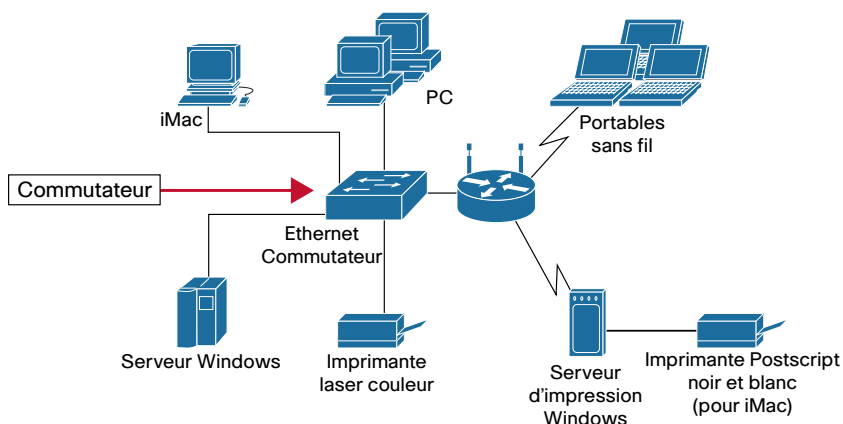 iMac
PC
Portables
sans fil
Commutateur
Ethernet
Commutateur
Serveur Windows
Imprimante
laser couleur
Serveur
d'impression
Windows
Imprimante Postscript
noir et blanc
(pour iMac)